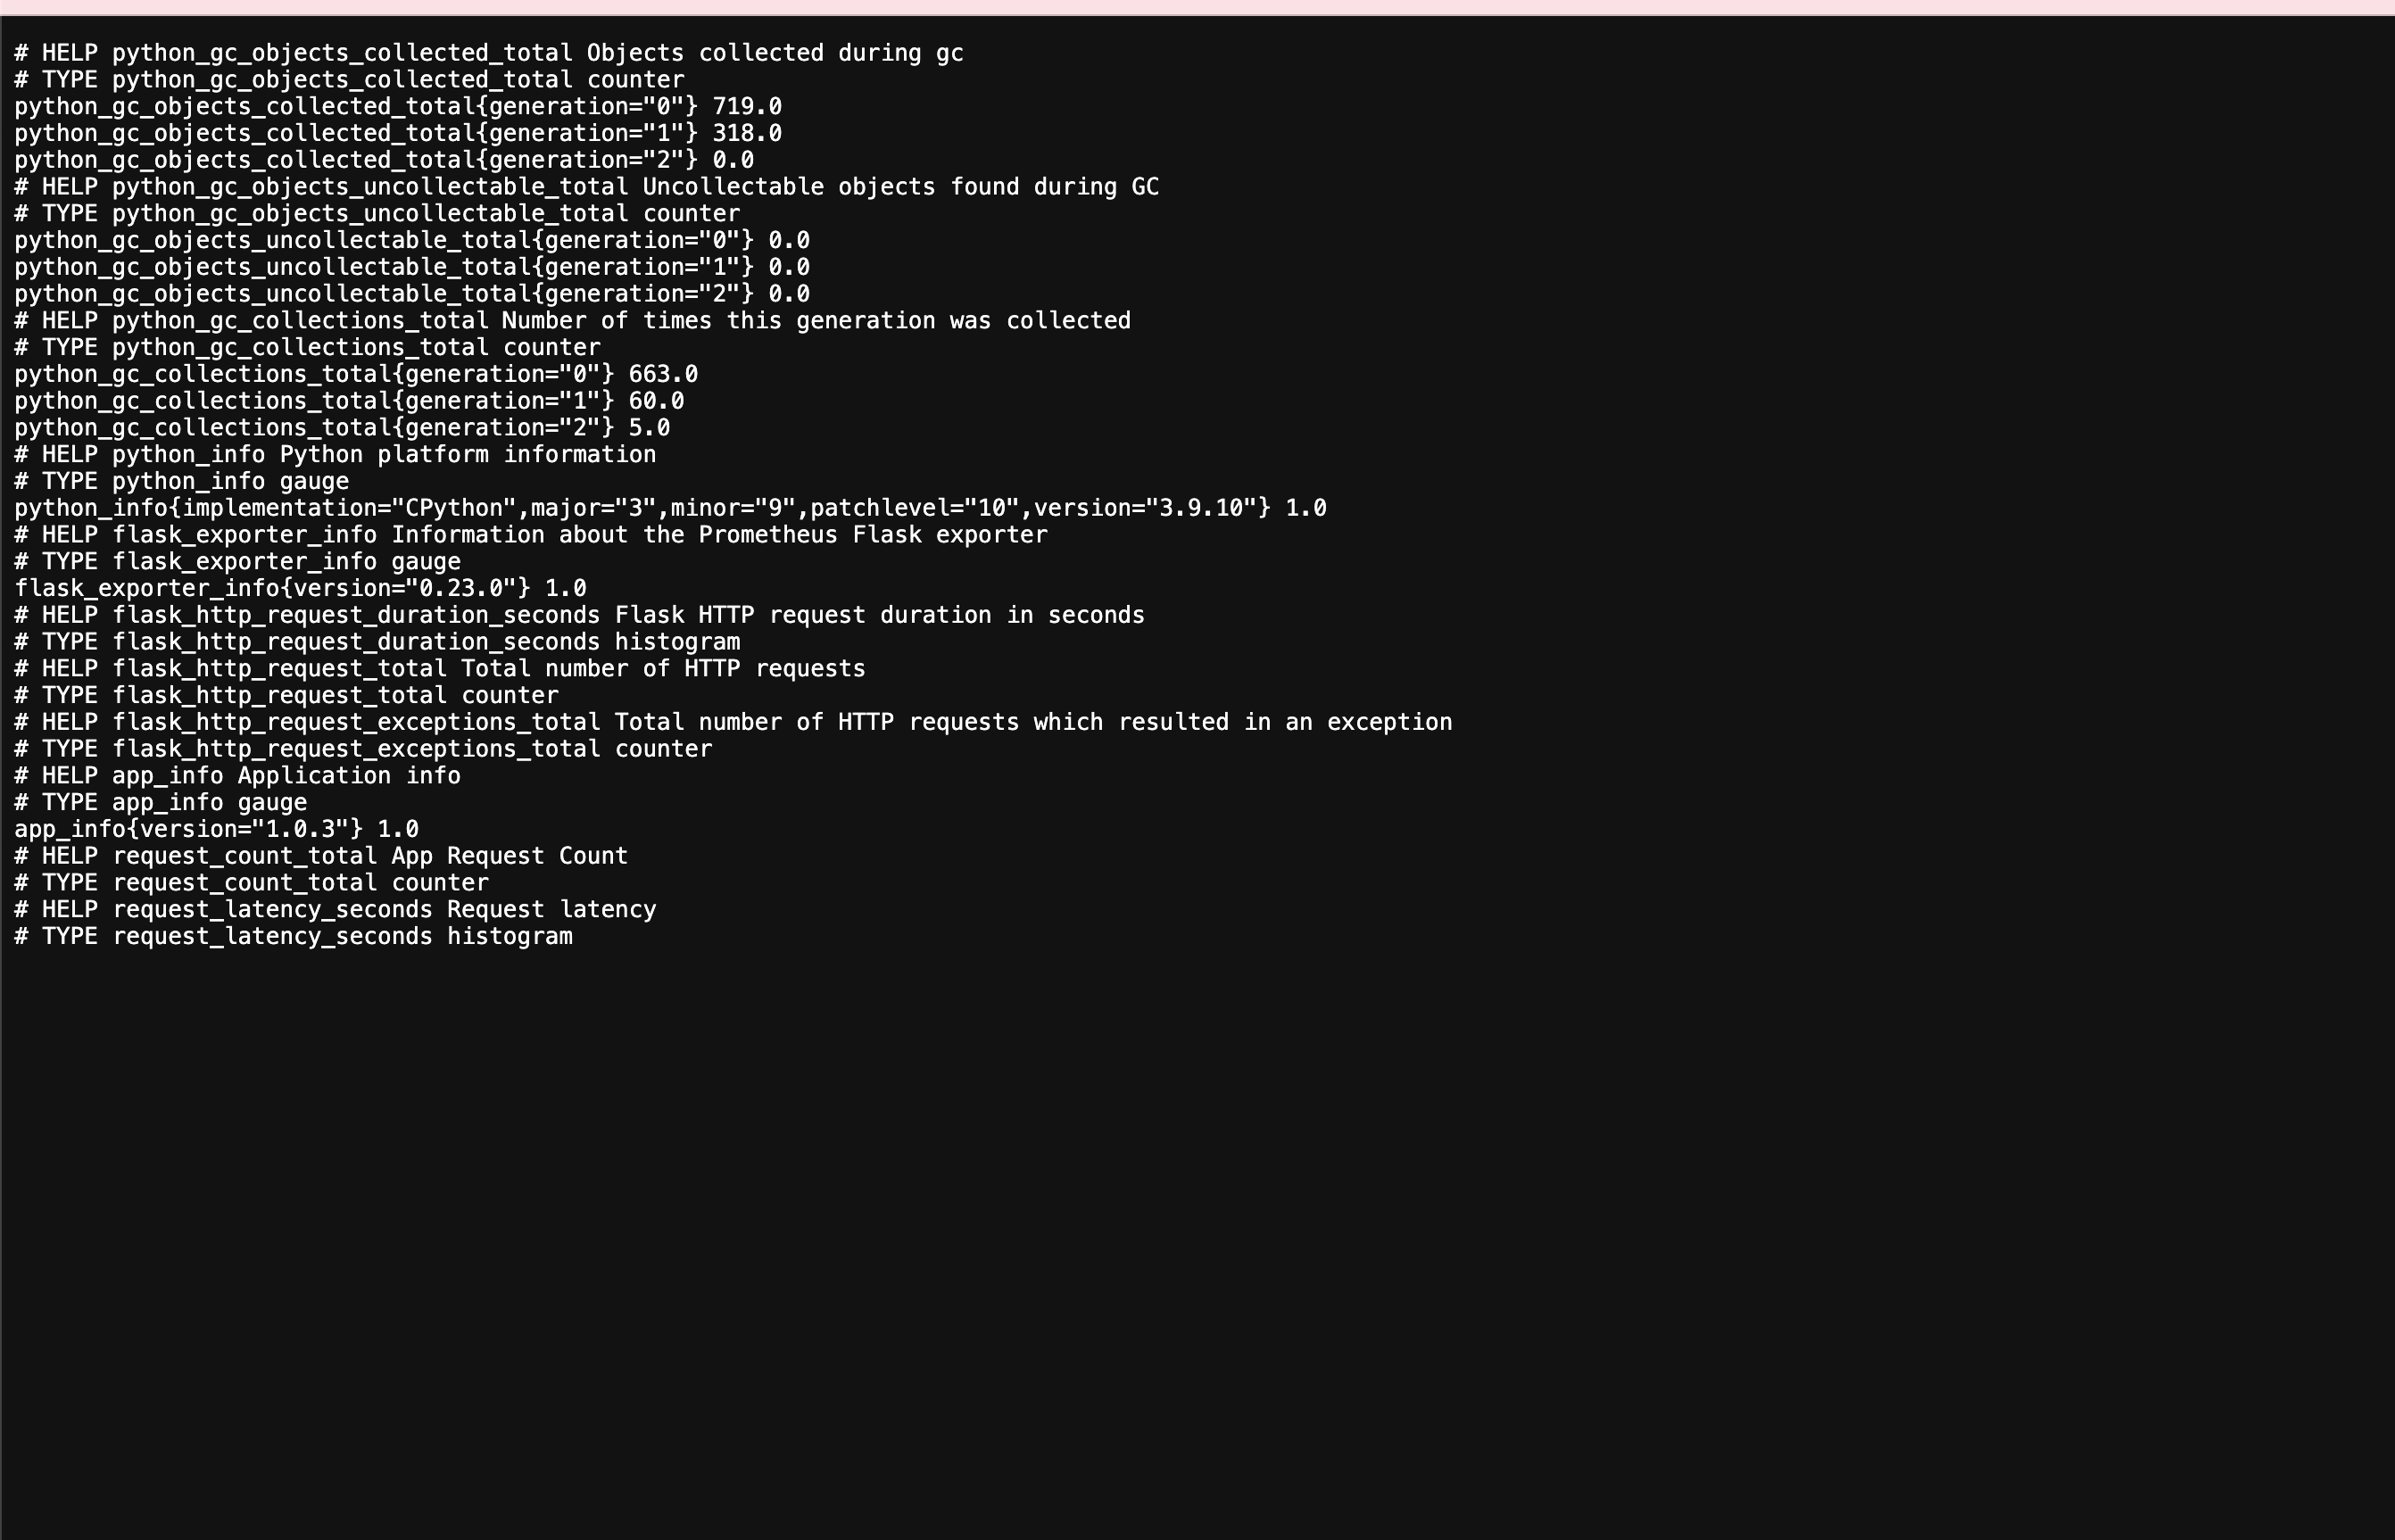 # HELP python_gc_objects_collected_total Objects collected during gc
# TYPE python_gc_objects_collected_total counter
python_gc_objects_collected_total{generation="0"} 719.0
python_gc_objects_collected_total{generation="1"} 318.0
python_gc_objects_collected_total{generation="2"} 0.0
# HELP python_gc_objects_uncollectable_total Uncollectable objects found during GC
# TYPE python_gc_objects_uncollectable_total counter
python_gc_objects_uncollectable_total{generation="0"} 0.0
python_gc_objects_uncollectable_total{generation="1"} 0.0
python_gc_objects_uncollectable_total{generation="2"} 0.0
# HELP python_gc_collections_total Number of times this generation was collected
# TYPE python_gc_collections_total counter
python_gc_collections_total{generation="0"} 663.0
python_gc_collections_total{generation="1"} 60.0
python_gc_collections_total{generation="2"} 5.0
# HELP python_info Python platform information
# TYPE python_info gauge
python_info{implementation="CPython",major="3",minor="9",patchlevel="10",version="3.9.10"} 1.0
# HELP flask_exporter_info Information about the Prometheus Flask exporter
# TYPE flask_exporter_info gauge
flask_exporter_info{version="0.23.0"} 1.0
# HELP flask_http_request_duration_seconds Flask HTTP request duration in seconds
# TYPE flask_http_request_duration_seconds histogram
# HELP flask_http_request_total Total number of HTTP requests
# TYPE flask_http_request_total counter
# HELP flask_http_request_exceptions_total Total number of HTTP requests which resulted in an exception
# TYPE flask_http_request_exceptions_total counter
# HELP app_info Application info
# TYPE app_info gauge
app_info{version="1.0.3"} 1.0
# HELP request_count_total App Request Count
# TYPE request_count_total counter
# HELP request_latency_seconds Request latency
# TYPE request_latency_seconds histogram